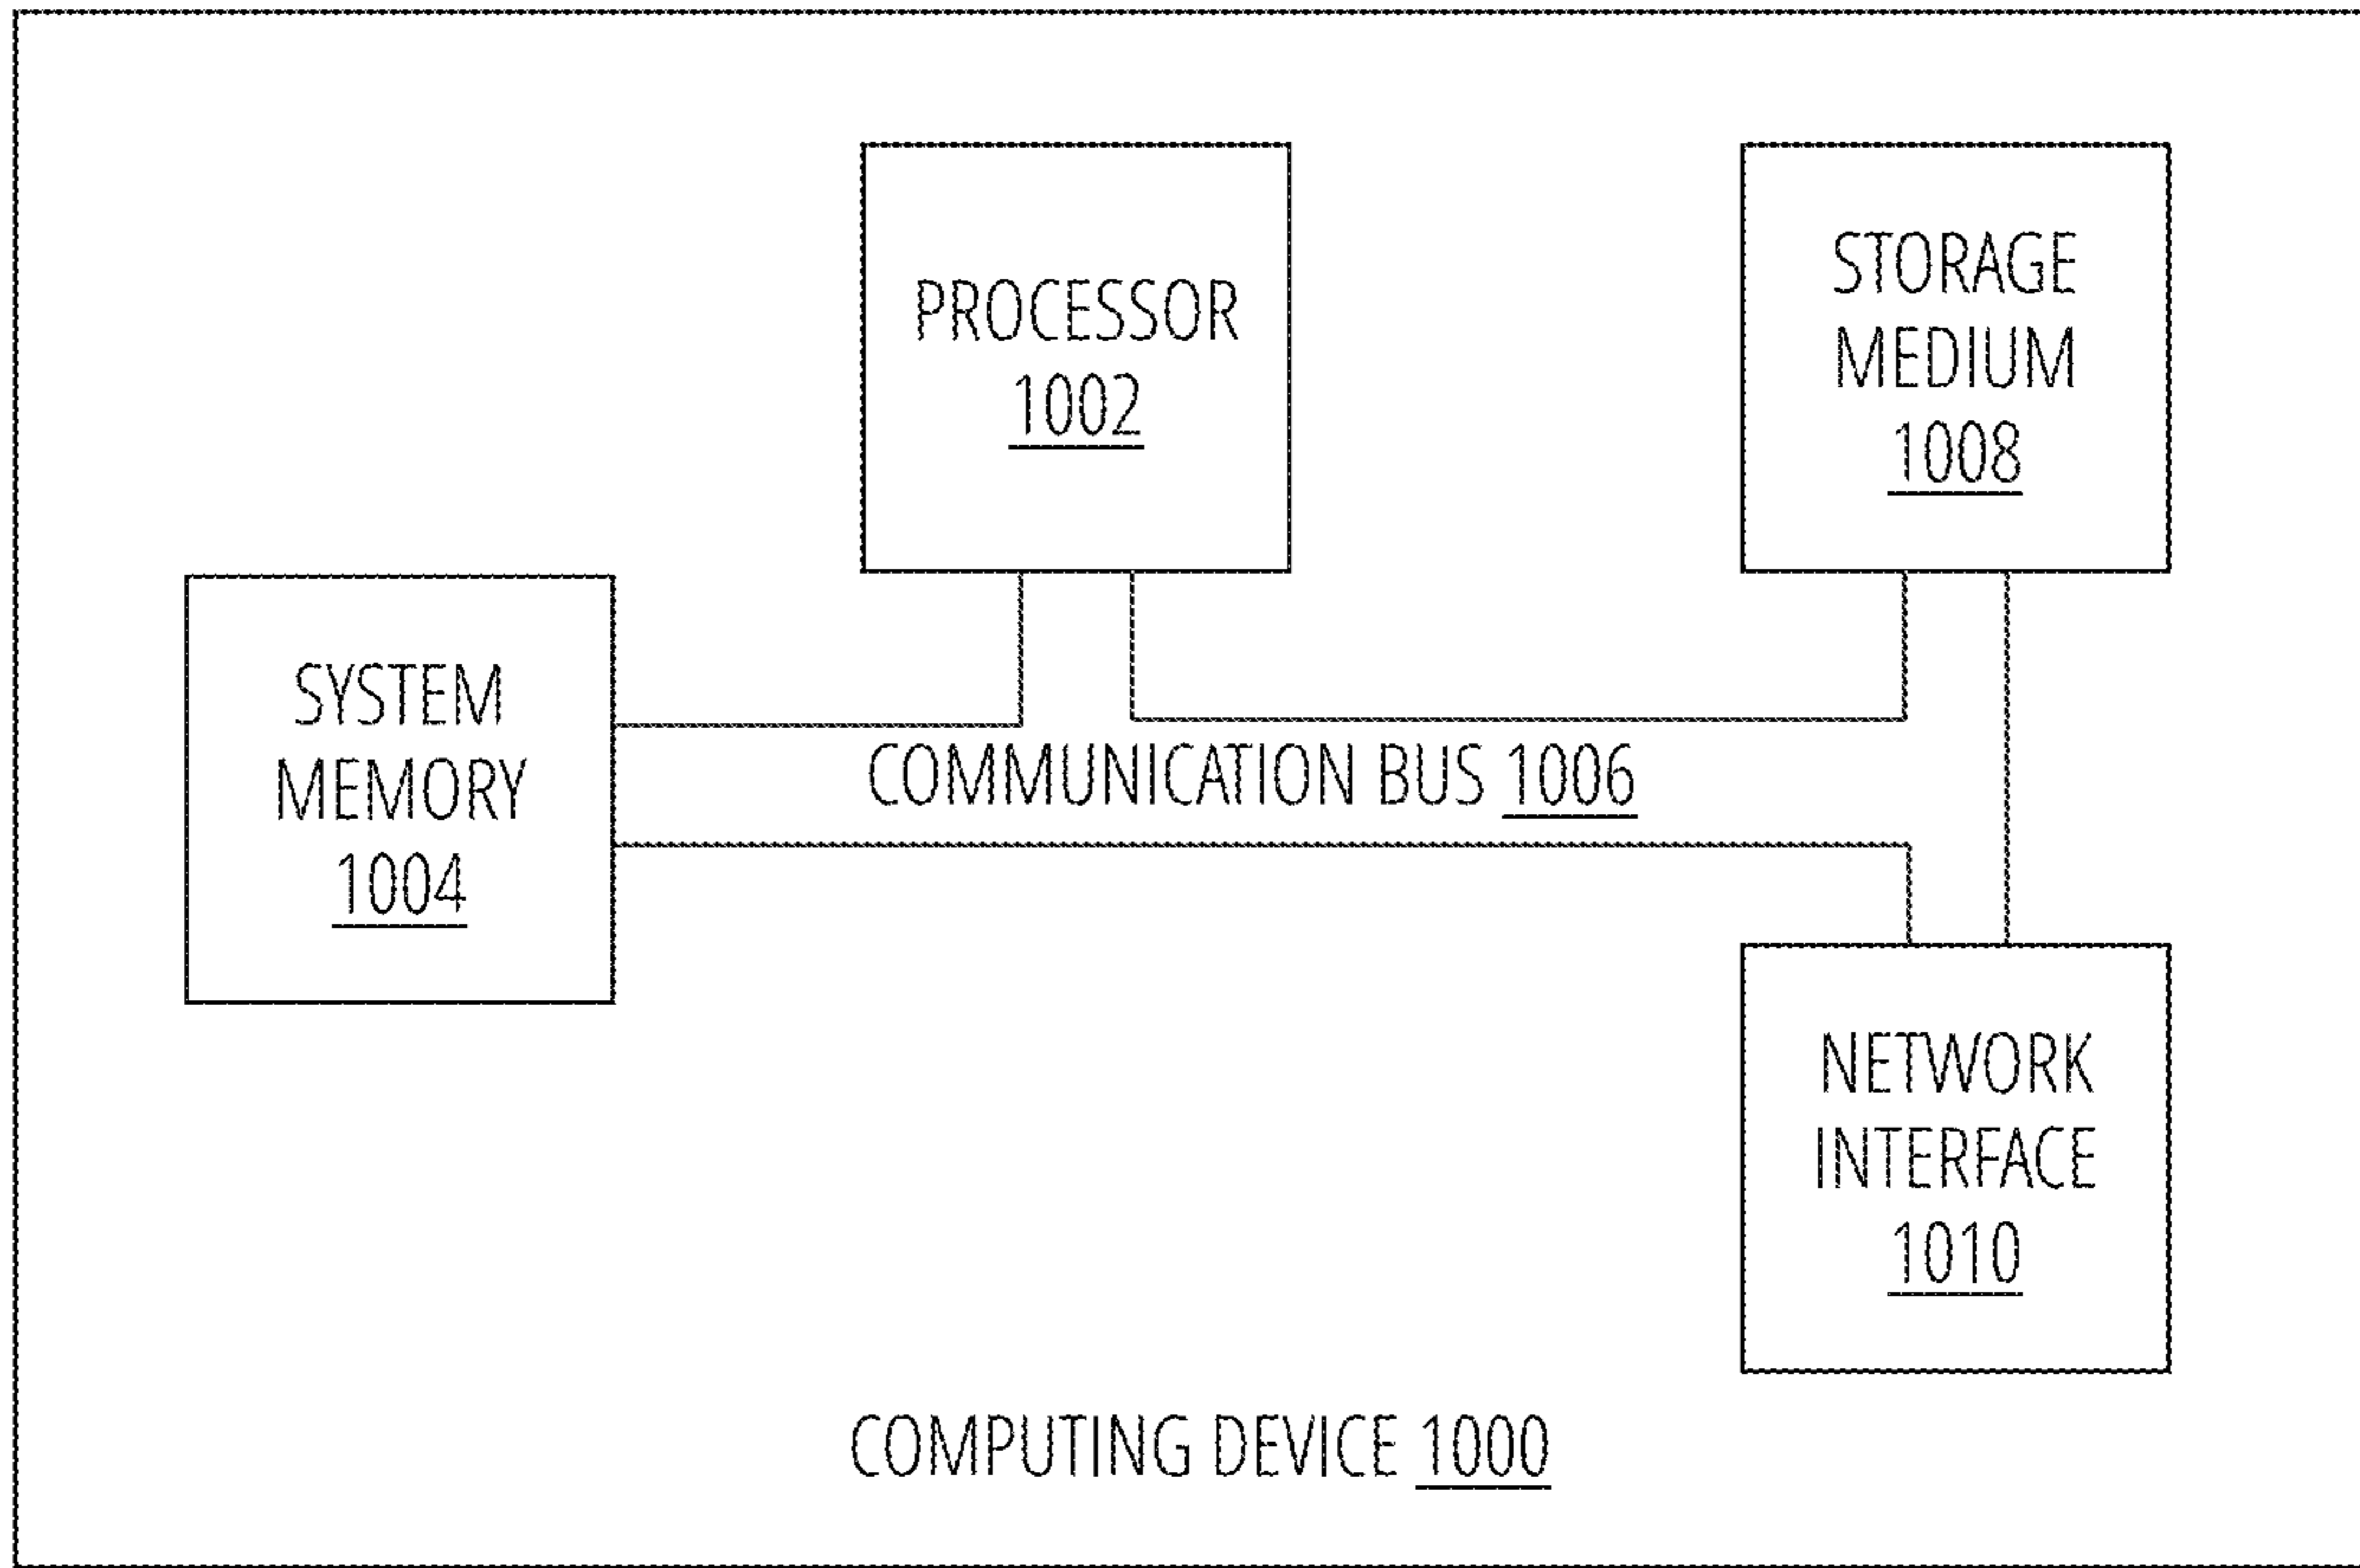 PROCESSOR
1002
STORAGE
MEDIUM
1008
SYSTEM
MEMORY
1004
COMMUNICATION BUS 1006
NETWORK
INTERFACE
1010
COMPUTING DEVICE 1000